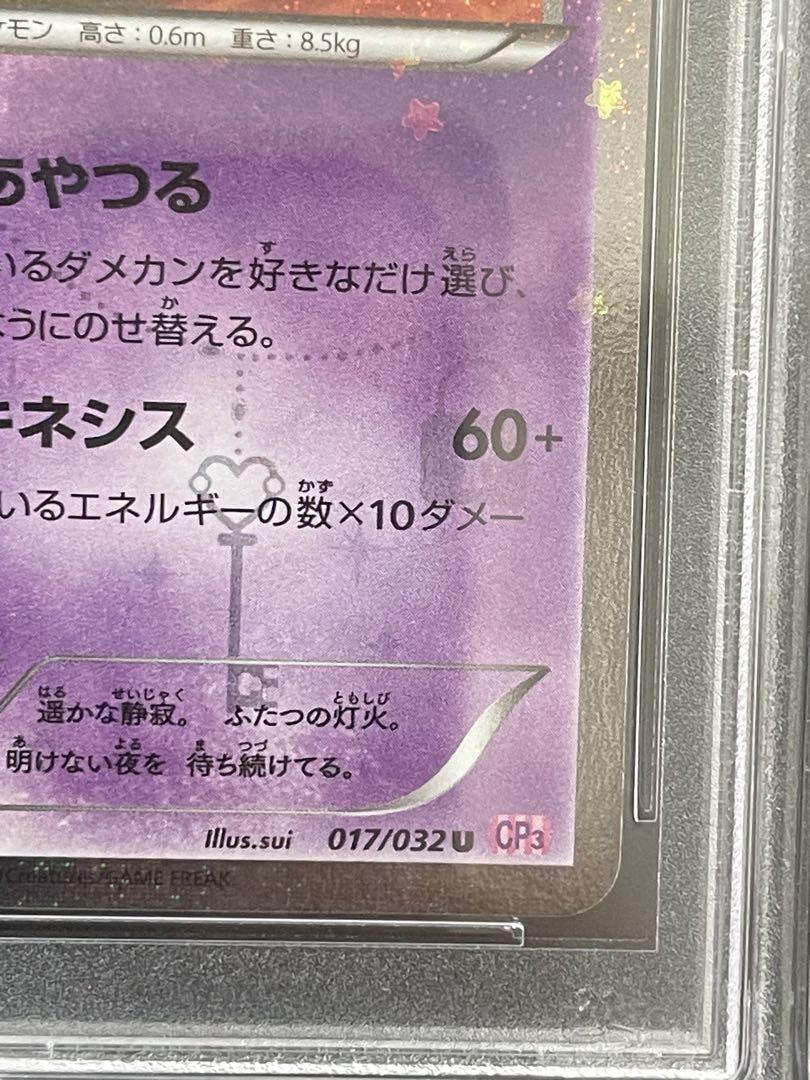 ケモン 高さ：0.6m 重さ：8.5kg
あやつる
いるダメカンを好きなだけ選び、
ようにのせ替える。
キネシス 60+
いるエネルギーの数×10ダメー
遥かな静寂。 ふたつの灯火。
明けない夜を 待ち続けてる。
Illus.sui 017/032 U CP3
/Creatures/GAME FREAK